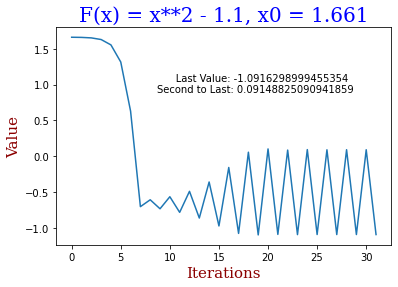 F(x) = x**2 - 1.1, x0 = 1.661
Last Value: -1.0916298999455354
Second to Last: 0.09148825090941859
Value
1.5
1.0
0.5
0.0
−0.5
−1.0
0
5
10
15
20
25
30
Iterations